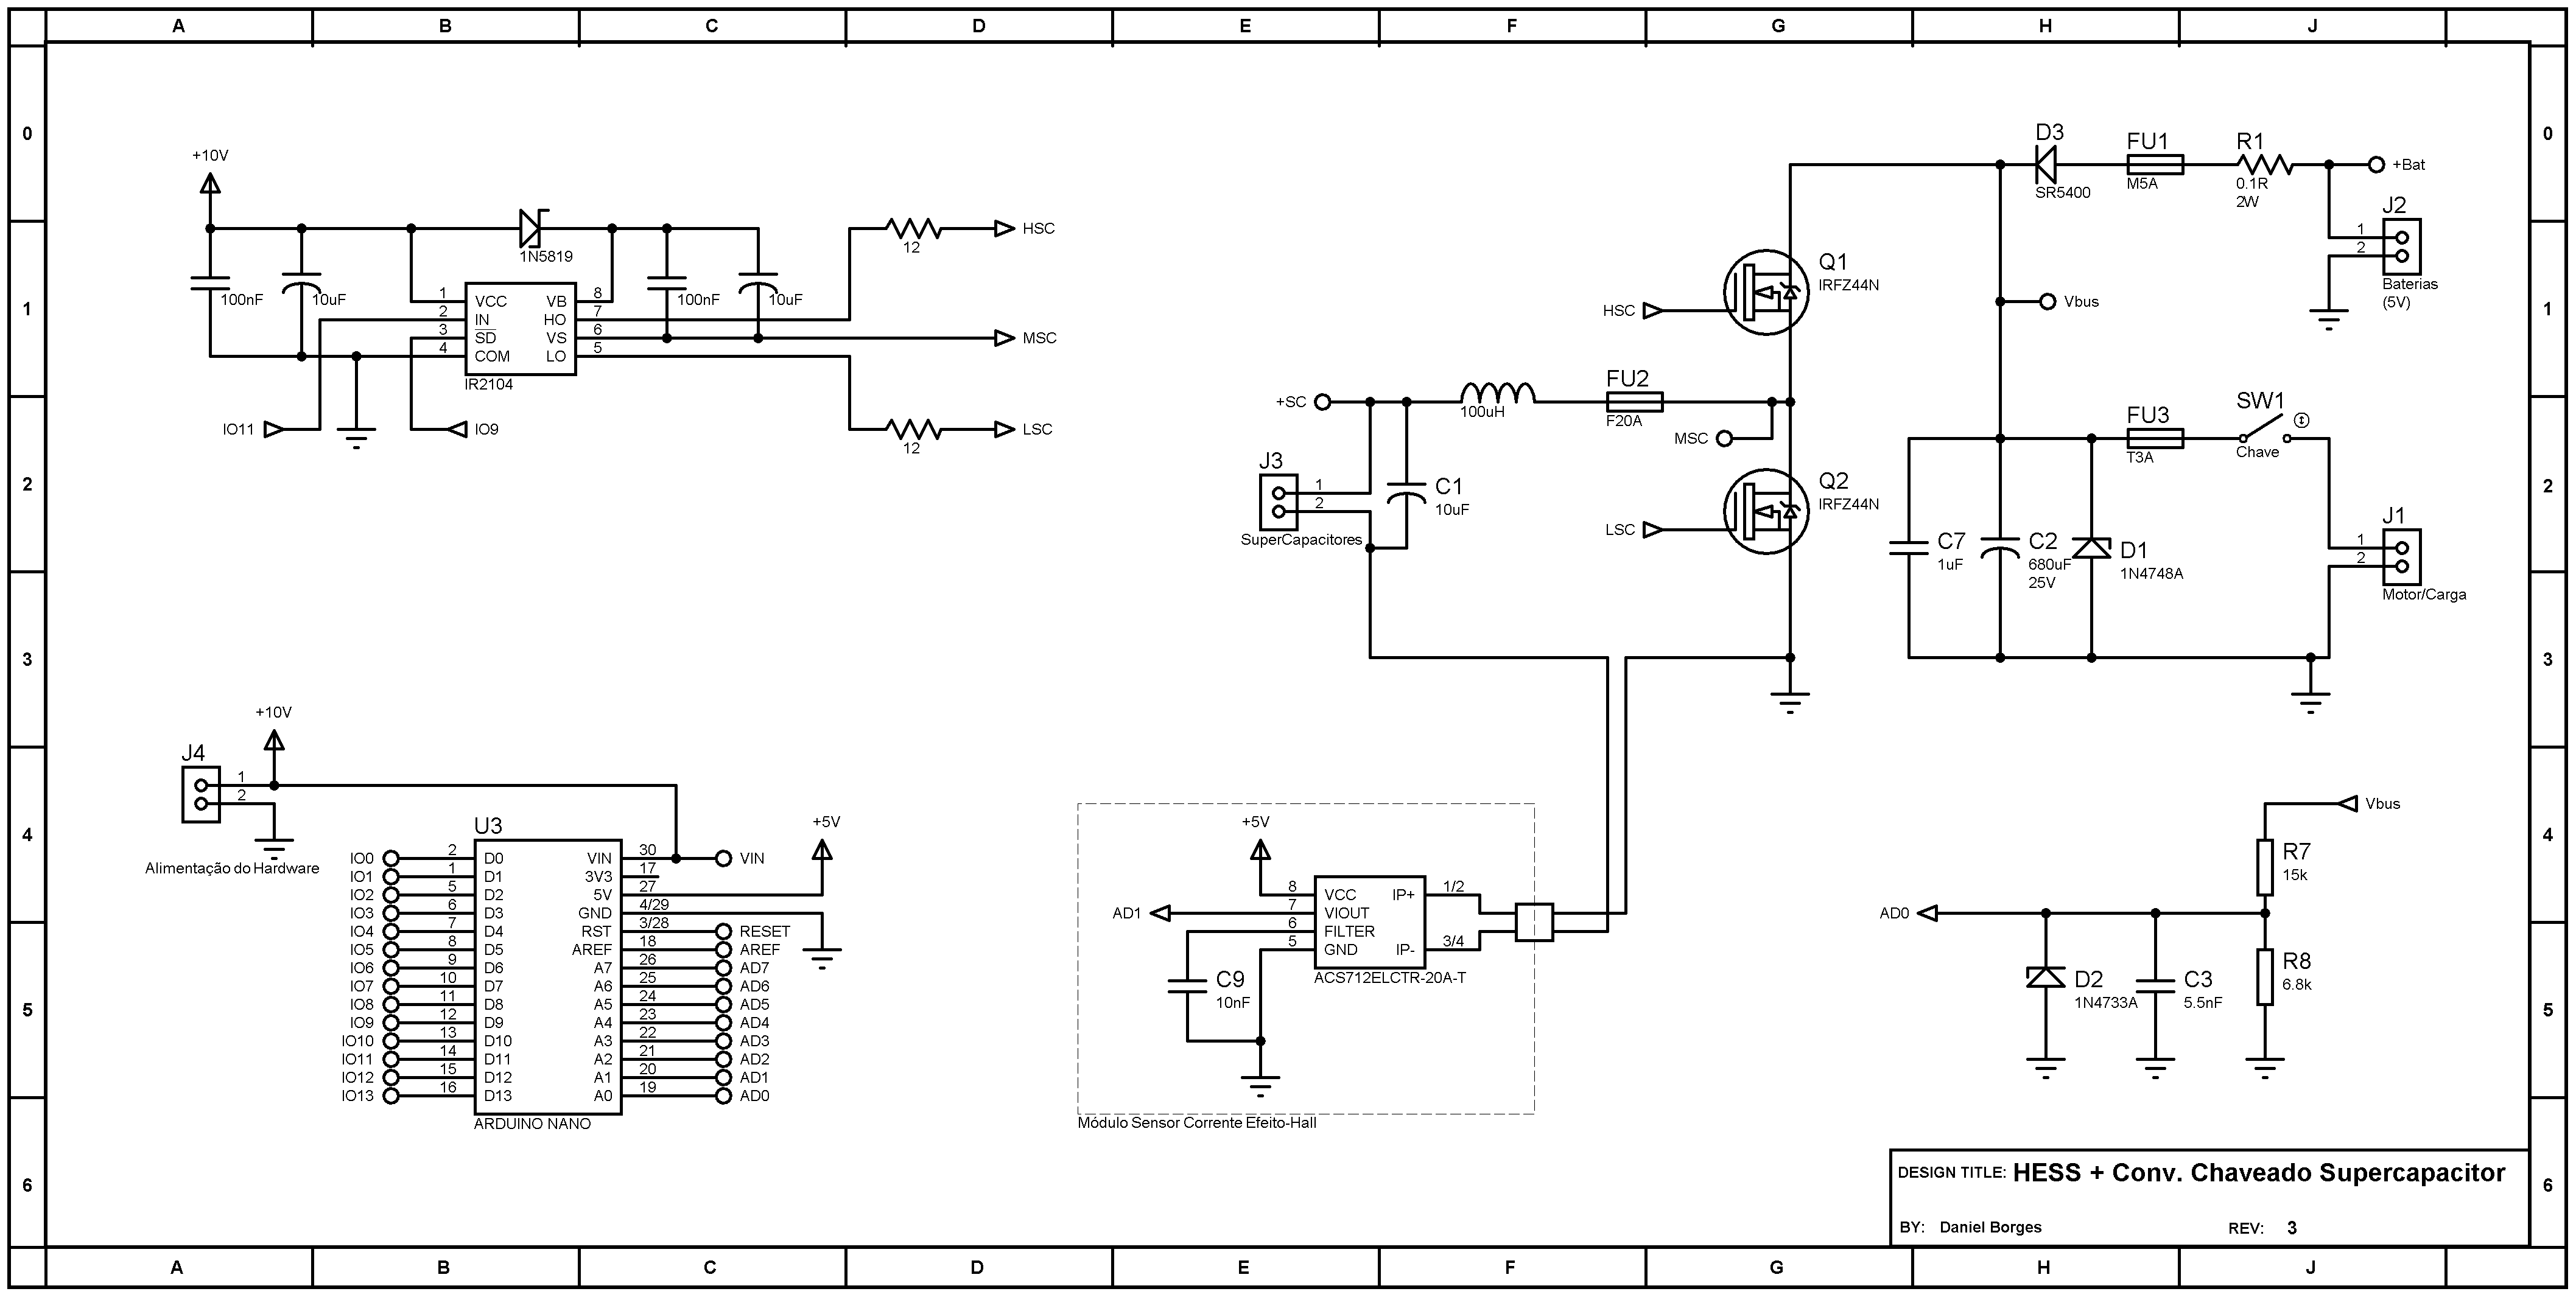 A B C D E F G H J
0 0
1 1
2 2
3 3
4 4
5 5
6 6
A B C D E F G H J
+10V
1N5819
100nF
10uF
100nF
10uF
1 VCC VB 8
2 IN HO 7
3 SD VS 6
4 COM LO 5
IR2104
IO11
IO9
12
HSC
MSC
12
LSC
+SC
100uH
FU2
F20A
MSC
J3
1
2
SuperCapacitores
C1
10uF
HSC
Q1
IRFZ44N
LSC
Q2
IRFZ44N
D3
SR5400
FU1
M5A
R1
0.1R
2W
+Bat
J2
1
2
Baterias
(5V)
Vbus
FU3
T3A
SW1
Chave
C7
1uF
C2
680uF
25V
D1
1N4748A
J1
1
2
Motor/Carga
+10V
J4
1
2
Alimentação do Hardware
U3
+5V
IO0 2 D0 VIN 30 VIN
IO1 1 D1 3V3 17
IO2 5 D2 5V 27
IO3 6 D3 GND 4/29
IO4 7 D4 RST 3/28 RESET
IO5 8 D5 AREF 18 AREF
IO6 9 D6 A7 26 AD7
IO7 10 D7 A6 25 AD6
IO8 11 D8 A5 24 AD5
IO9 12 D9 A4 23 AD4
IO10 13 D10 A3 22 AD3
IO11 14 D11 A2 21 AD2
IO12 15 D12 A1 20 AD1
IO13 16 D13 A0 19 AD0
ARDUINO NANO
+5V
AD1
8 VCC IP+ 1/2
7 VIOUT
6 FILTER
5 GND IP- 3/4
ACS712ELCTR-20A-T
C9
10nF
Módulo Sensor Corrente Efeito-Hall
Vbus
R7
15k
AD0
D2
1N4733A
C3
5.5nF
R8
6.8k
DESIGN TITLE: HESS + Conv. Chaveado Supercapacitor
BY: Daniel Borges REV: 3